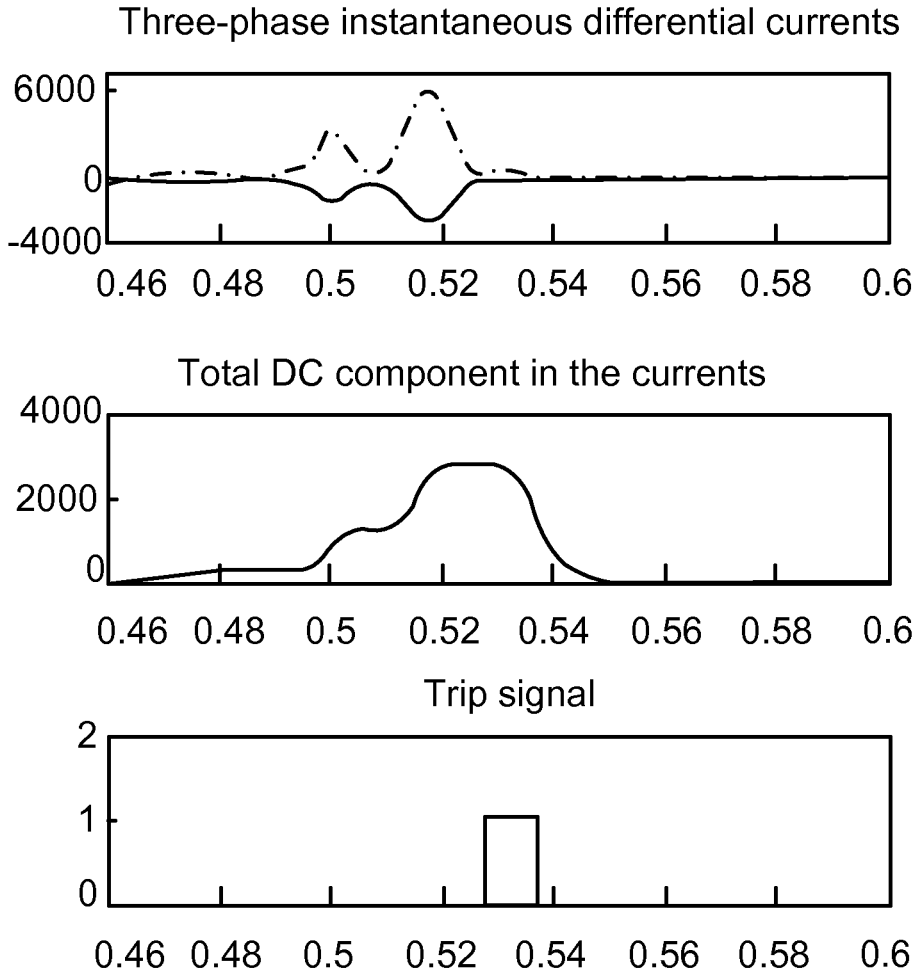 Three-phase instantaneous differential currents
6000
0
-4000
0.46 0.48 0.5 0.52 0.54 0.56 0.58 0.6
Total DC component in the currents
4000
2000
0
0.46 0.48 0.5 0.52 0.54 0.56 0.58 0.6
Trip signal
2
1
0
0.46 0.48 0.5 0.52 0.54 0.56 0.58 0.6